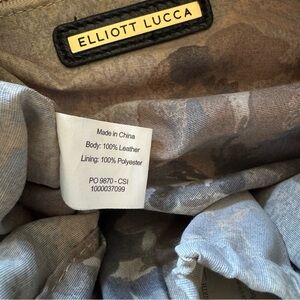 ELLIOTT LUCCA
Made in China
Body: 100% Leather
Lining: 100% Polyester
PO 9870 - CSI
1000037099